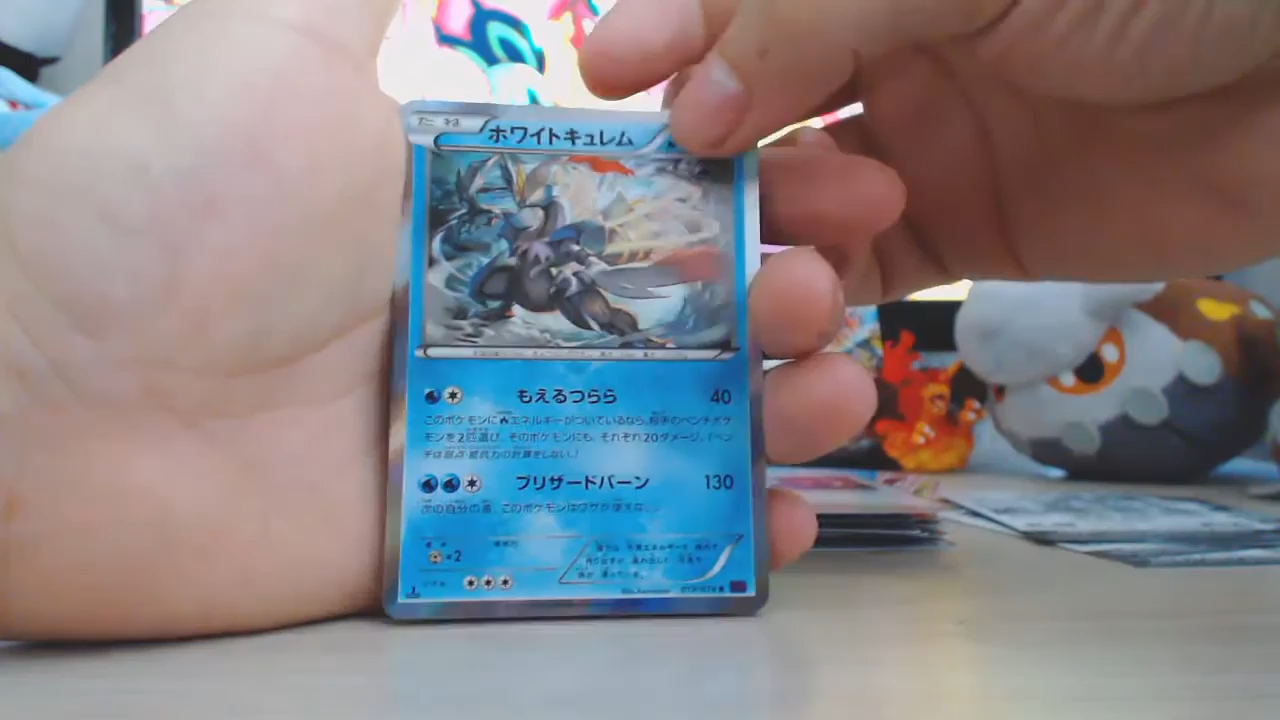 たね
ホワイトキュレム
もえるつらら 40
このポケモンにエネルギーがついているなら、相手のベンチポケ
モンを2匹選び、そのポケモンにも、それぞれ20ダメージ。[ベン
チは弱点・抵抗力の計算をしない。]
ブリザードバーン 130
次の自分の番、このポケモンはワザが使えない。
×2